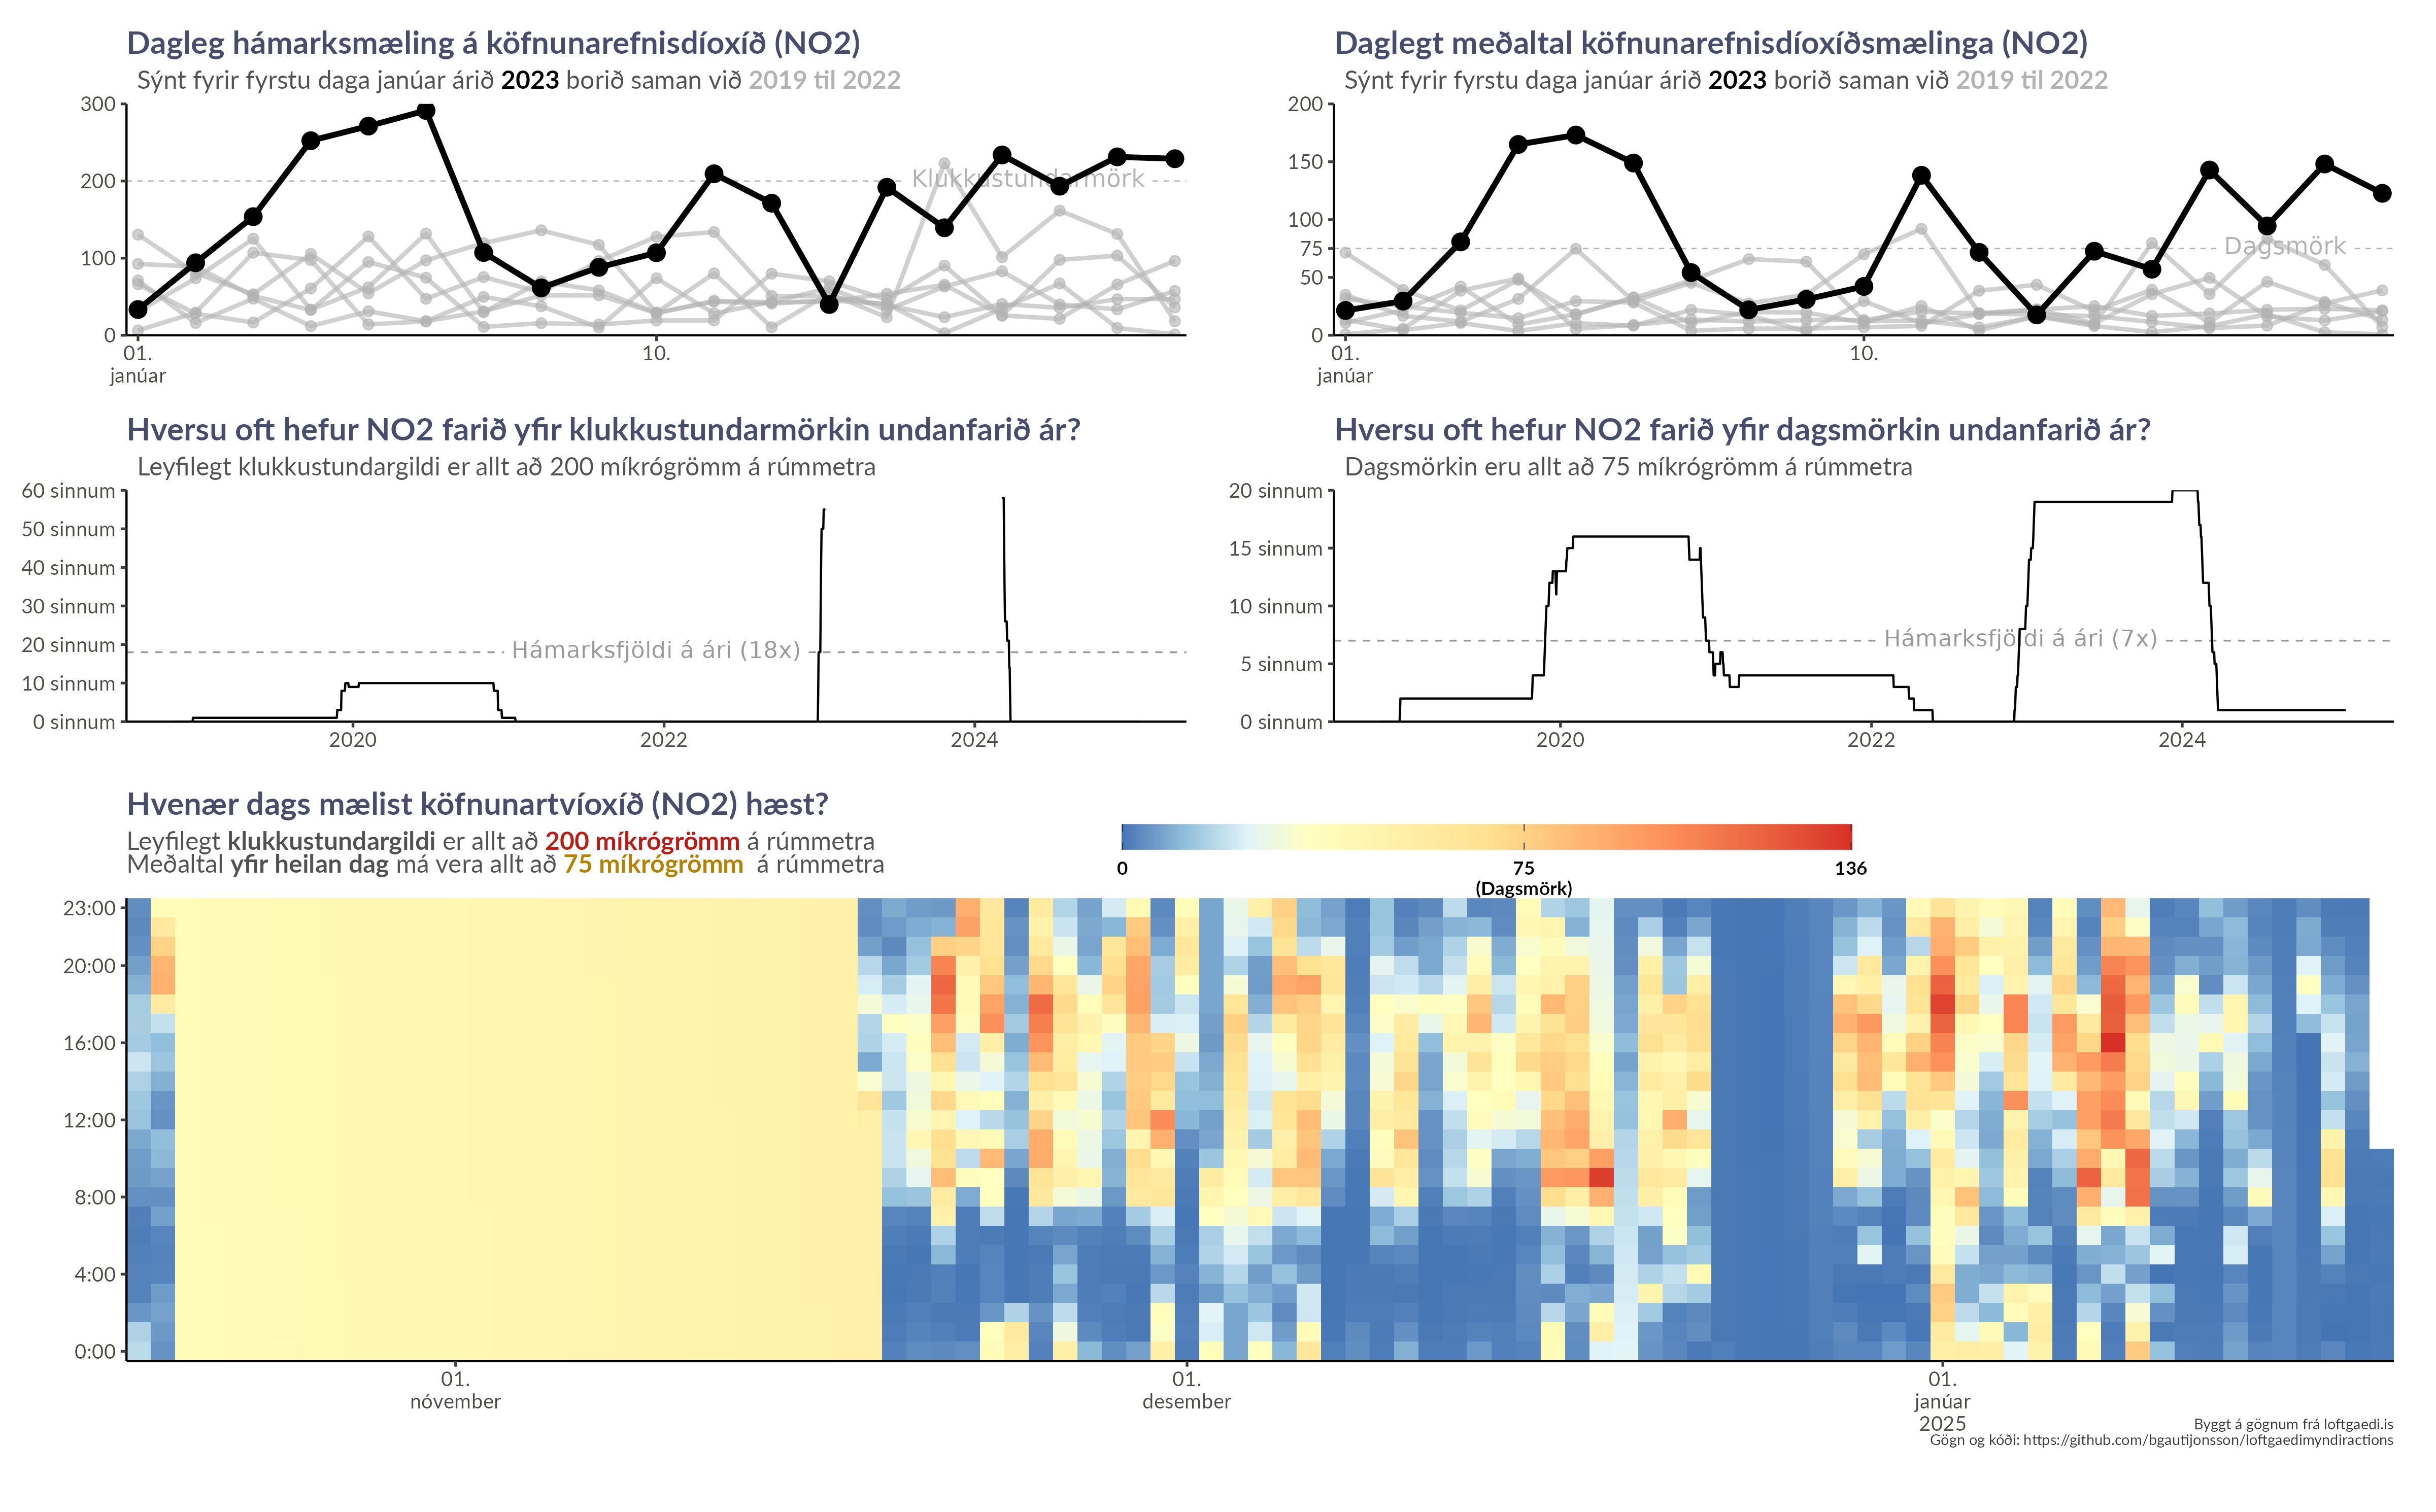 Dagleg hámarksmæling á köfnunarefnisdíoxíð (NO2)
Sýnt fyrir fyrstu daga janúar árið 2023 borið saman við 2019 til 2022
300
200
100
0
Klukkustundarmörk
01.
janúar
10.
Daglegt meðaltal köfnunarefnisdíoxíðsmælinga (NO2)
Sýnt fyrir fyrstu daga janúar árið 2023 borið saman við 2019 til 2022
200
150
100
75
50
0
Dagsmörk
01.
janúar
10.
Hversu oft hefur NO2 farið yfir klukkustundarmörkin undanfarið ár?
Leyfilegt klukkustundargildi er allt að 200 míkrógrömm á rúmmetra
60 sinnum
50 sinnum
40 sinnum
30 sinnum
20 sinnum
10 sinnum
0 sinnum
Hámarksfjöldi á ári (18x)
2020
2022
2024
Hversu oft hefur NO2 farið yfir dagsmörkin undanfarið ár?
Dagsmörkin eru allt að 75 míkrógrömm á rúmmetra
20 sinnum
15 sinnum
10 sinnum
5 sinnum
0 sinnum
Hámarksfjöldi á ári (7x)
2020
2022
2024
Hvenær dags mælist köfnunartvíoxíð (NO2) hæst?
Leyfilegt klukkustundargildi er allt að 200 míkrógrömm á rúmmetra
Meðaltal yfir heilan dag má vera allt að 75 míkrógrömm á rúmmetra
0
75
(Dagsmörk)
136
23:00
20:00
16:00
12:00
8:00
4:00
0:00
01.
nóvember
01.
desember
01.
janúar
2025
Byggt á gögnum frá loftgaedi.is
Gögn og kóði: https://github.com/bgautijonsson/loftgaedimyndiractions